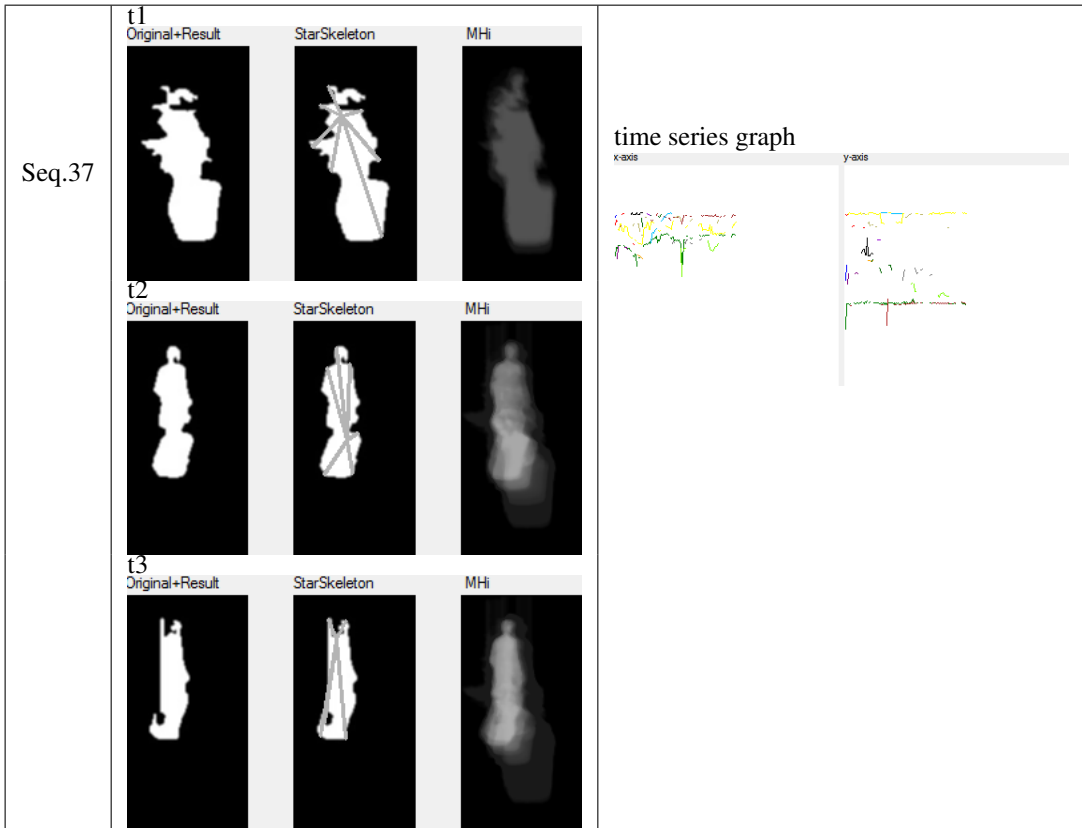 Seq.37
t1
Original+Result StarSkeleton MHi
t2
Original+Result StarSkeleton MHi
t3
Original+Result StarSkeleton MHi
time series graph
x-axis y-axis